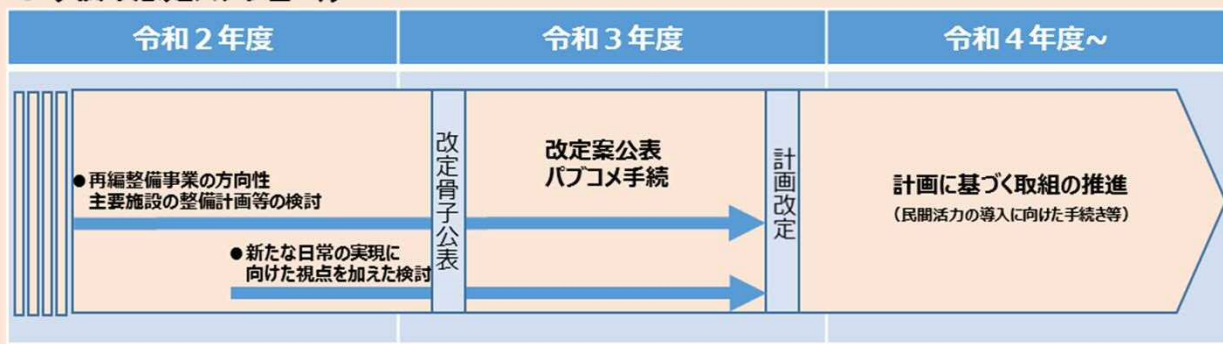 令和２年度
令和３年度
令和４年度~
●再編整備事業の方向性
主要施設の整備計画等の検討
●新たな日常の実現に
向けた視点を加えた検討
改定骨子公表
改定案公表
パブコメ手続
計画改定
計画に基づく取組の推進
（民間活力の導入に向けた手続き等）